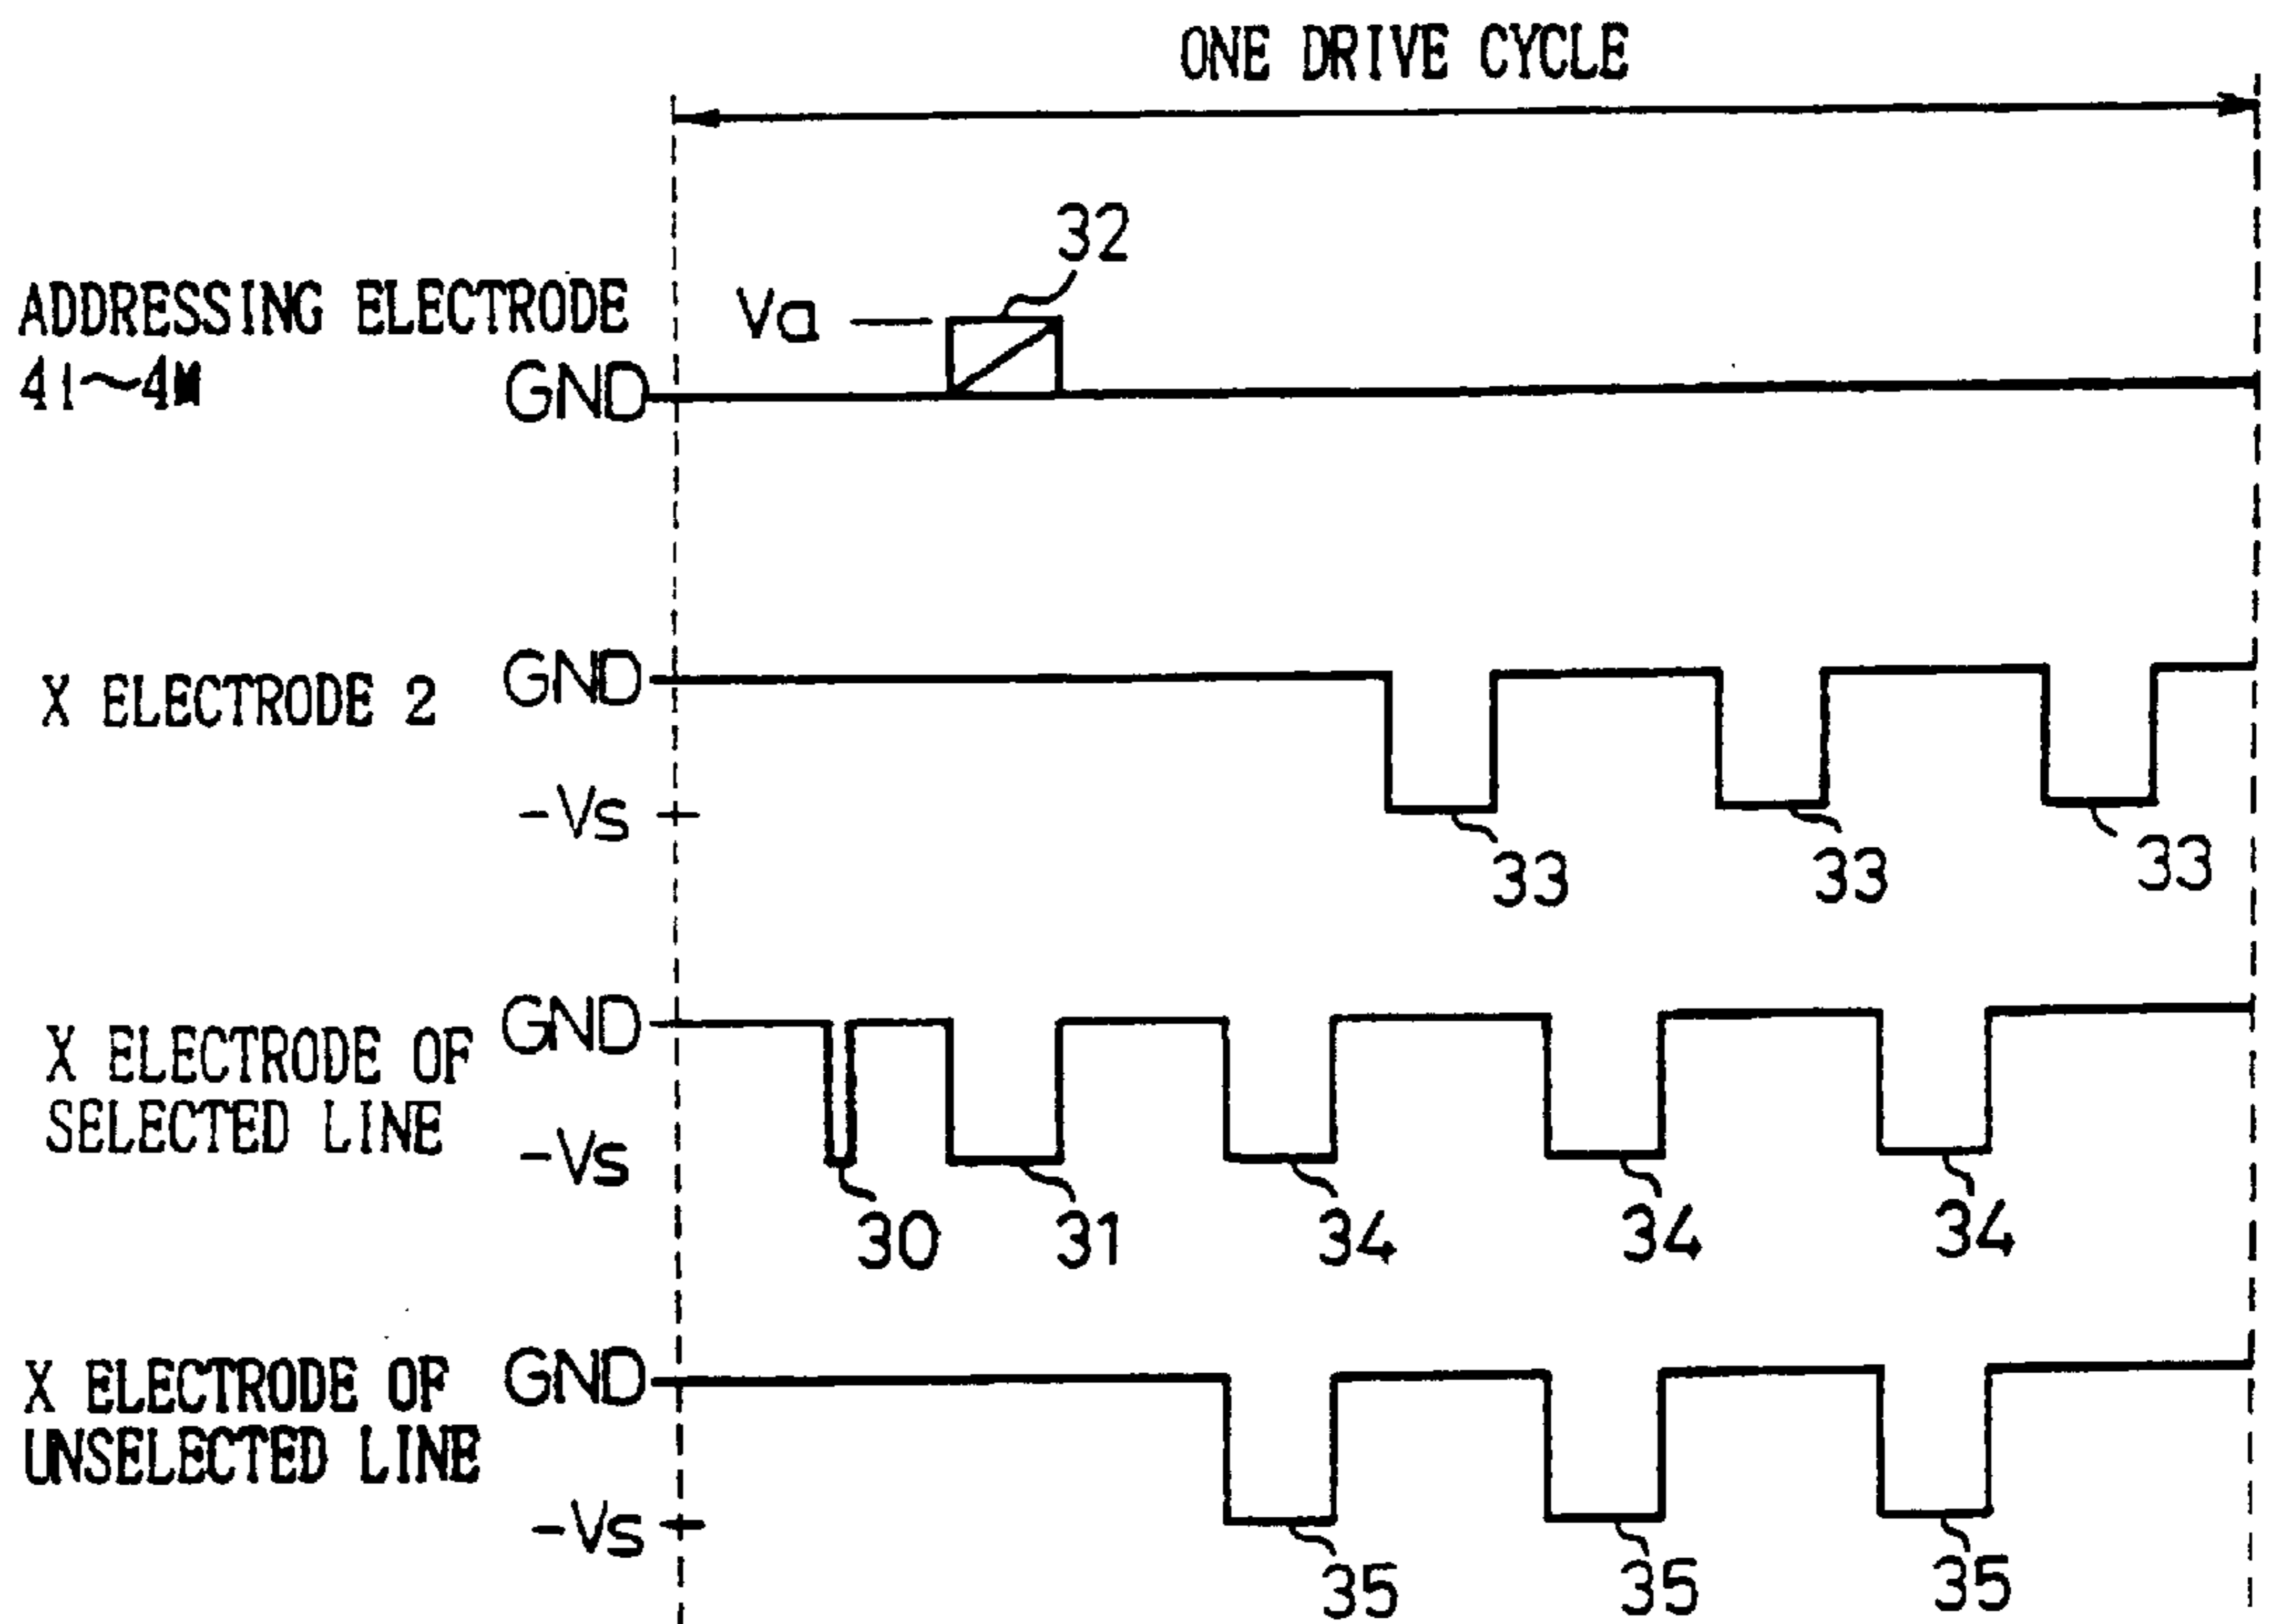 ONE DRIVE CYCLE
32
ADDRESSING ELECTRODE
Va
41~4M
GND
X ELECTRODE 2
GND
-Vs
33
33
33
X ELECTRODE OF
SELECTED LINE
GND
-Vs
30
31
34
34
34
X ELECTRODE OF
UNSELECTED LINE
GND
-Vs
35
35
35